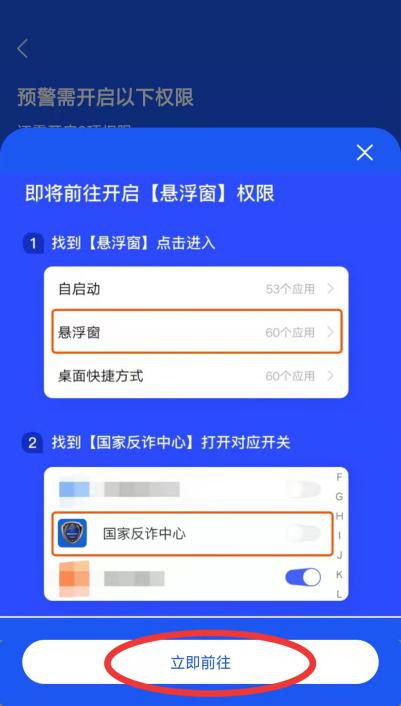 预警需开启以下权限
即将前往开启【悬浮窗】权限
1 找到【悬浮窗】点击进入
自启动 53个应用
悬浮窗 60个应用
桌面快捷方式 60个应用
2 找到【国家反诈中心】打开对应开关
F
G
H
国家反诈中心
I
J
K
L
立即前往